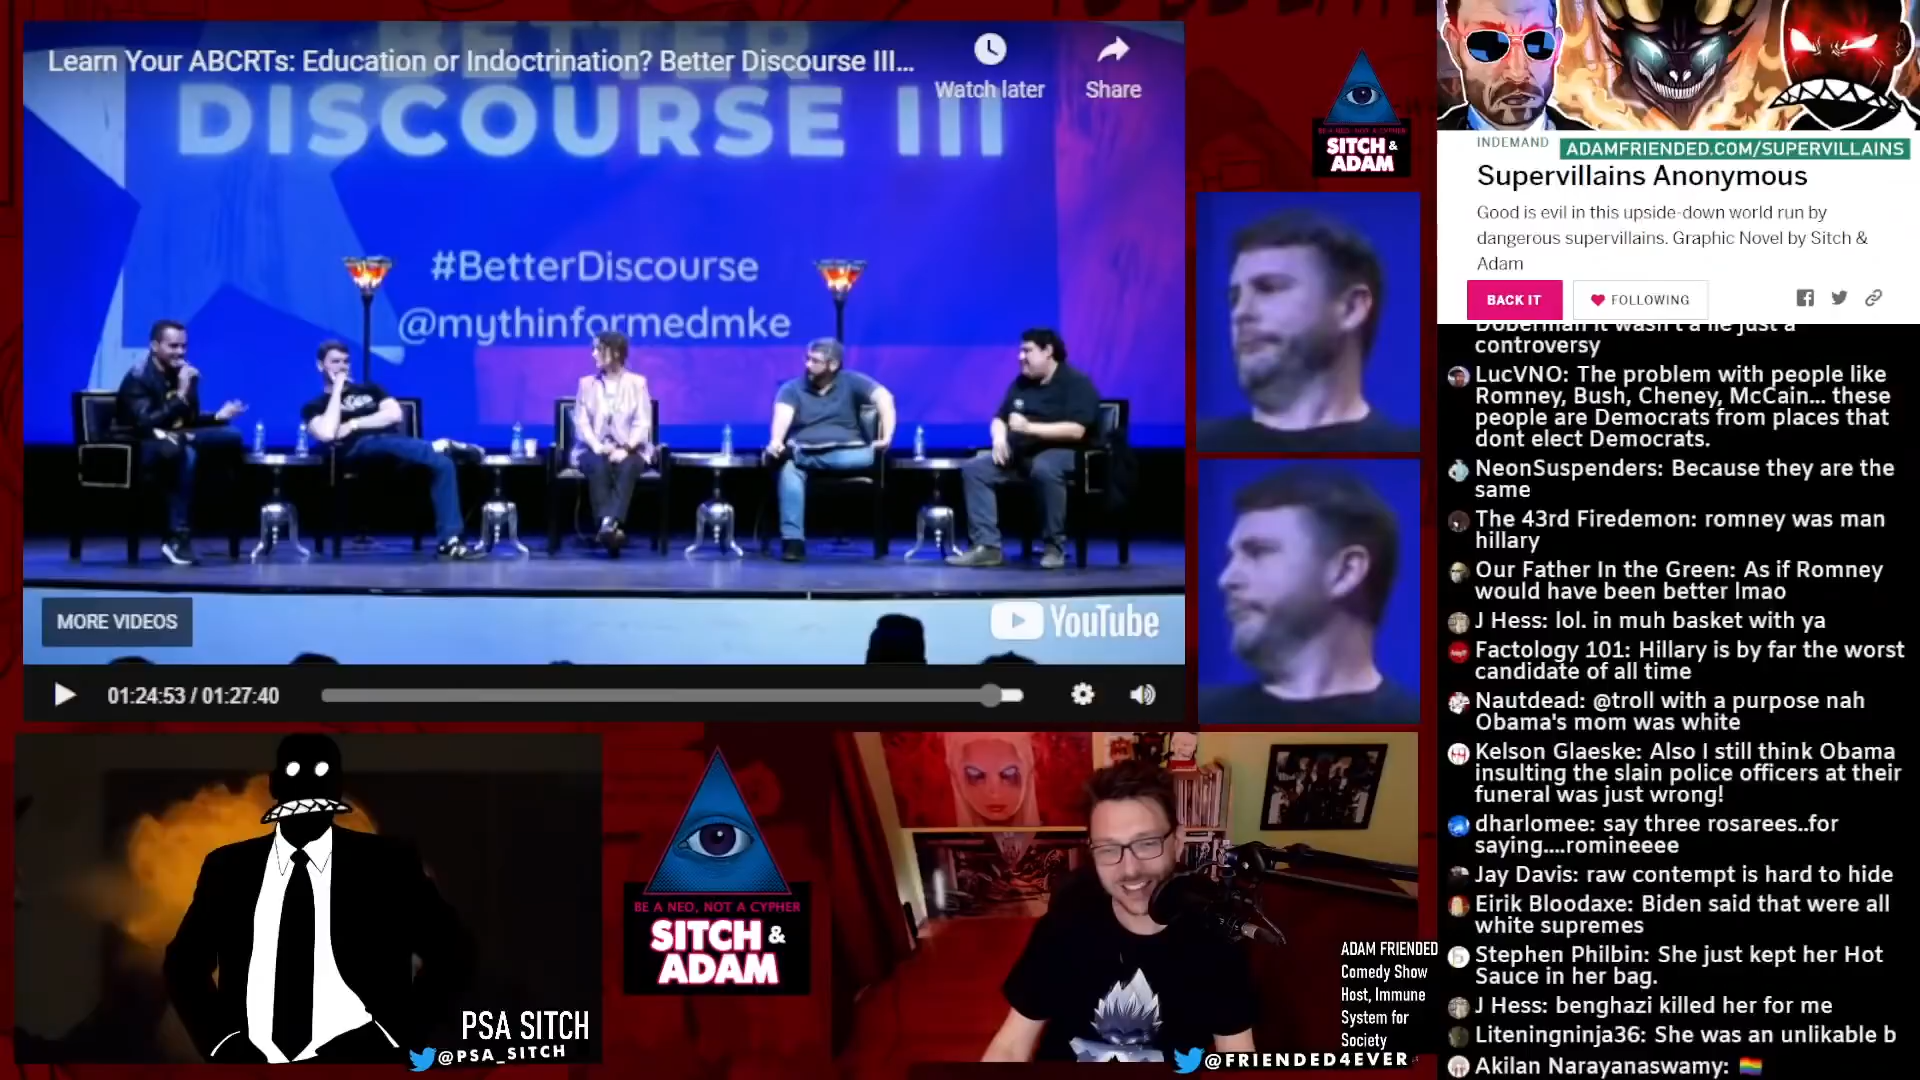 Learn Your ABCRTs: Education or Indoctrination? Better Discourse III...
Watch later
Share
BETTER
DISCOURSE III
#BetterDiscourse
@mythinformedmke
MORE VIDEOS
YouTube
01:24:53 / 01:27:40
BE A NEO, NOT A CYPHER
SITCH &
ADAM
INDEMAND
ADAMFRIENDED.COM/SUPERVILLAINS
Supervillains Anonymous
Good is evil in this upside-down world run by
dangerous supervillains. Graphic Novel by Sitch &
Adam
BACK IT
FOLLOWING
Doberman it wasn't a lie just a
controversy
LucVNO: The problem with people like
Romney, Bush, Cheney, McCain... these
people are Democrats from places that
dont elect Democrats.
NeonSuspenders: Because they are the
same
The 43rd Firedemon: romney was man
hillary
Our Father In the Green: As if Romney
would have been better lmao
J Hess: lol. in muh basket with ya
Factology 101: Hillary is by far the worst
candidate of all time
Nautdead: @troll with a purpose nah
Obama's mom was white
Kelson Glaeske: Also I still think Obama
insulting the slain police officers at their
funeral was just wrong!
dharlomee: say three rosarees..for
saying....romineeee
Jay Davis: raw contempt is hard to hide
Eirik Bloodaxe: Biden said that were all
white supremes
Stephen Philbin: She just kept her Hot
Sauce in her bag.
J Hess: benghazi killed her for me
Liteningninja36: She was an unlikable b
Akilan Narayanaswamy:
PSA SITCH
@PSA_SITCH
BE A NEO, NOT A CYPHER
SITCH &
ADAM
ADAM FRIENDED
Comedy Show
Host, Immune
System for
Society
@FRIENDED4EVER